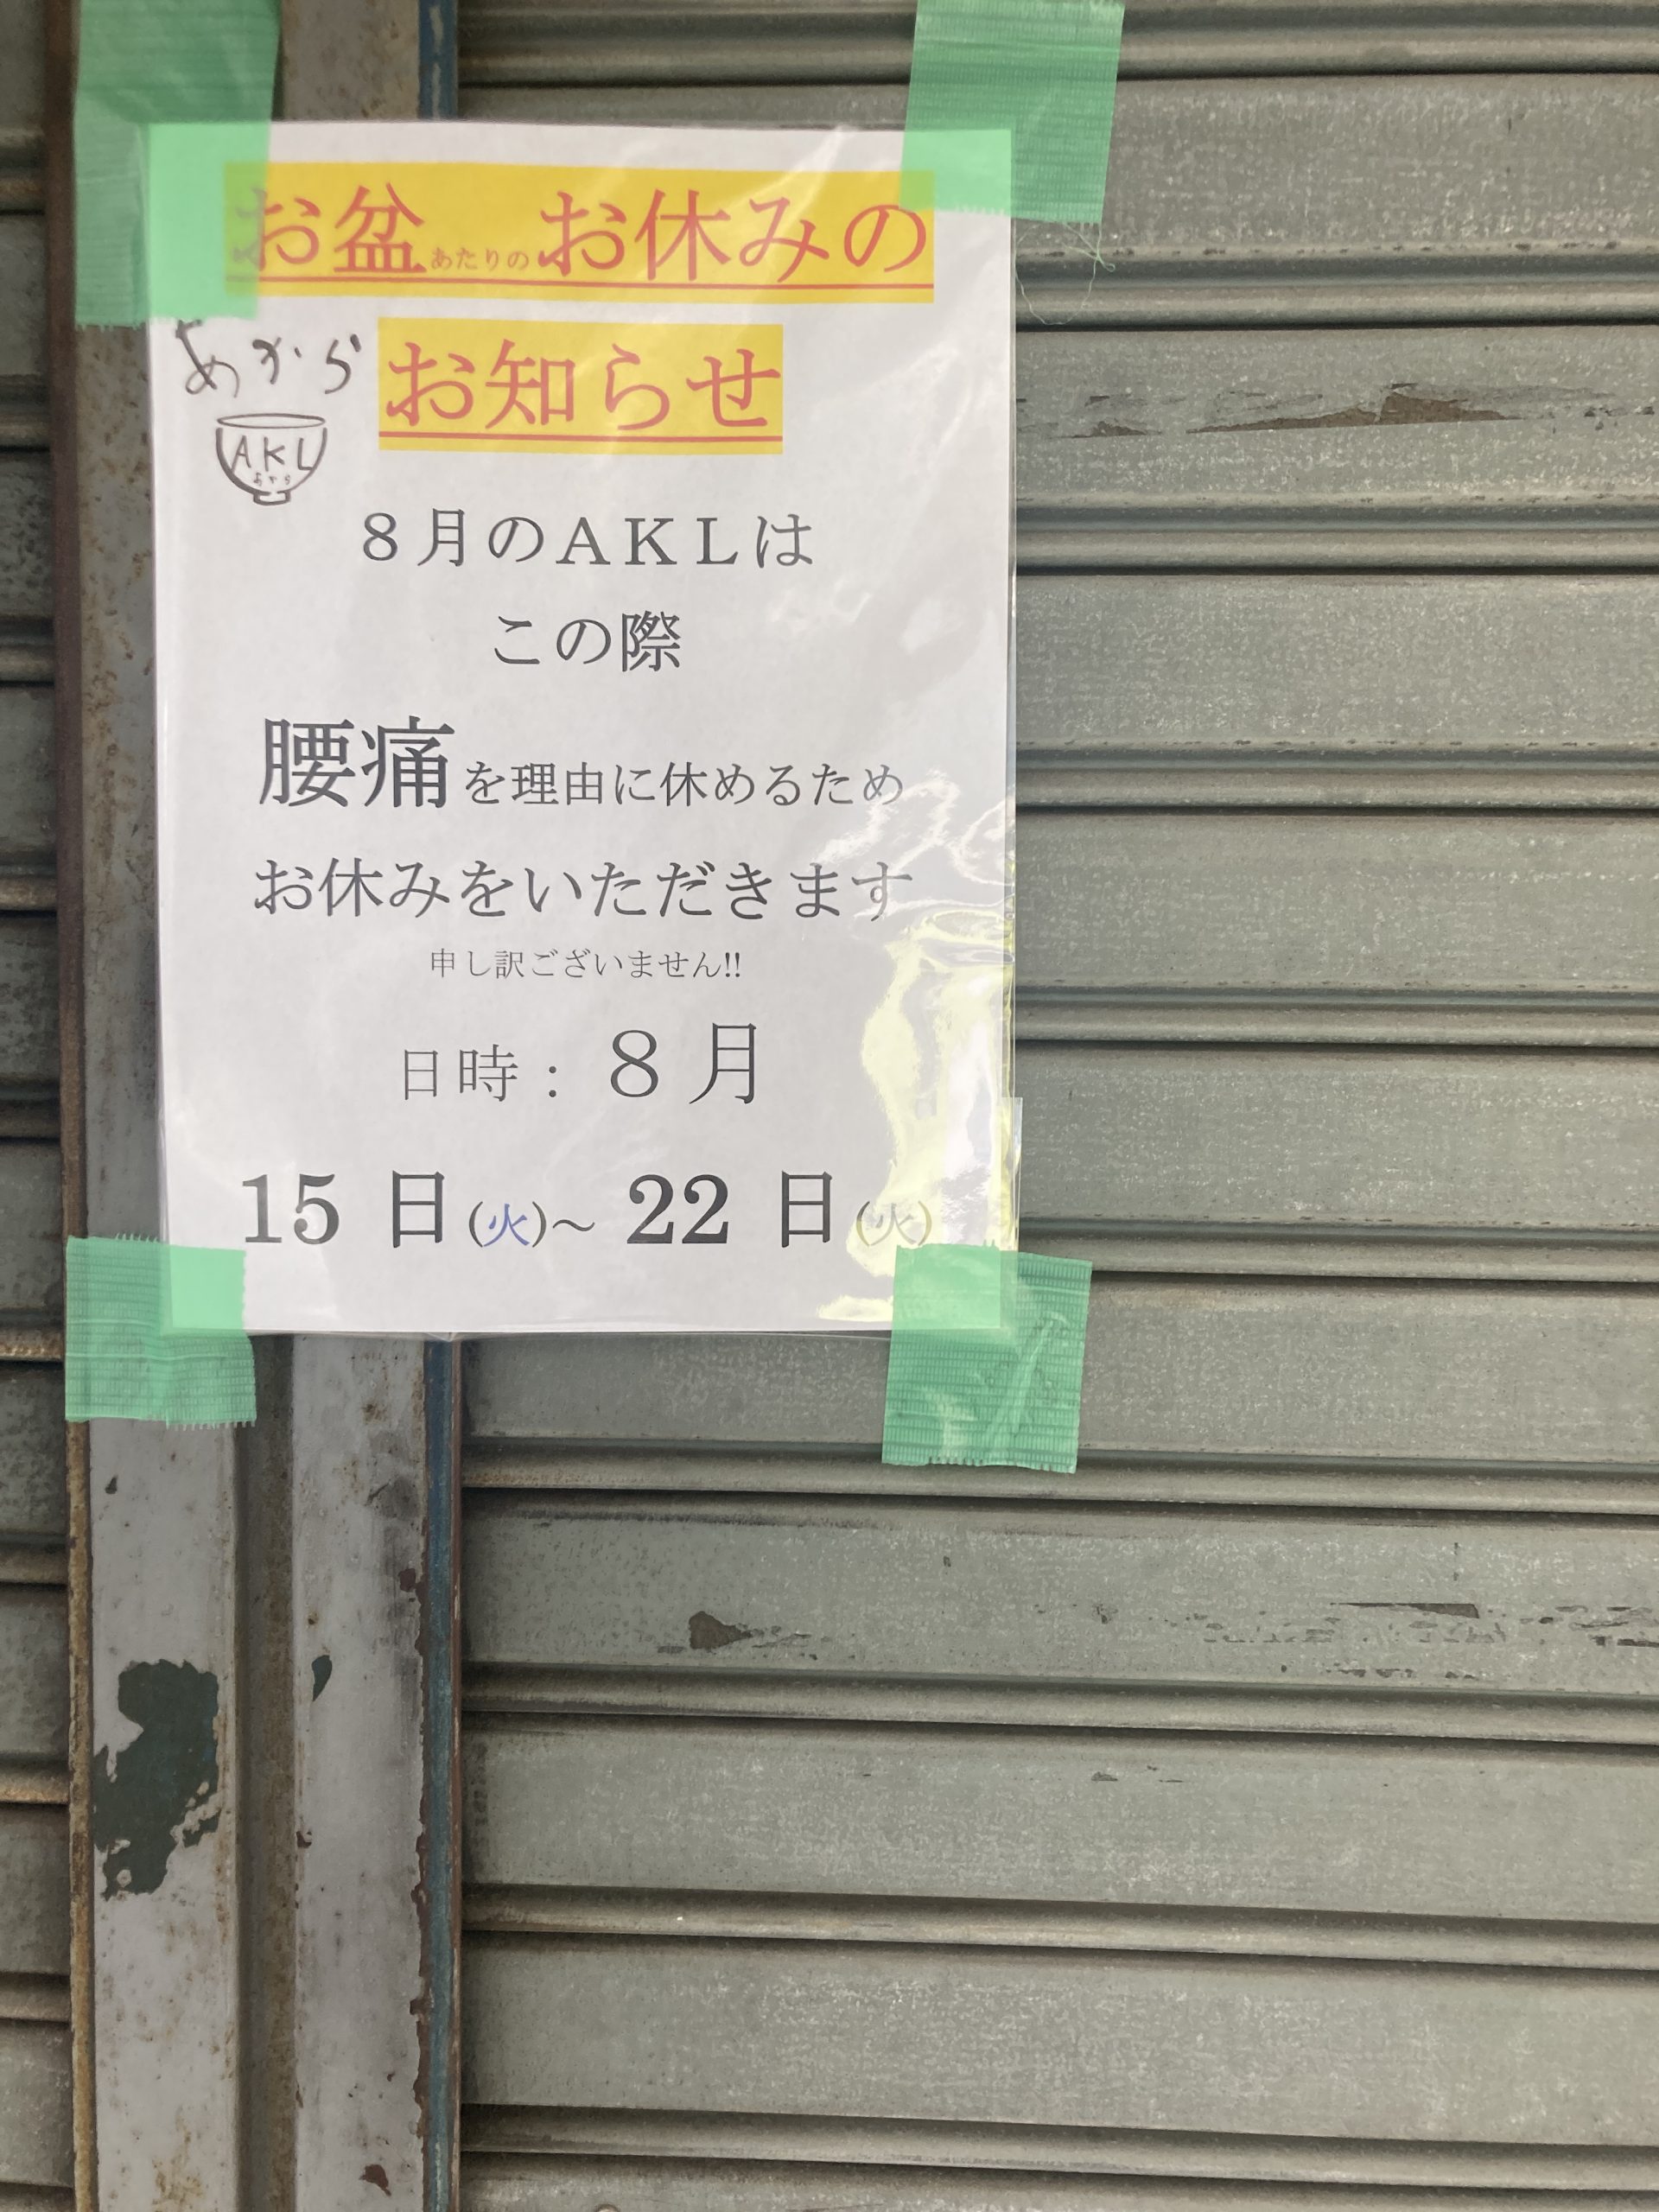 お盆あたりのお休みの
お知らせ
あから
AKL
あから
８月のＡＫＬは
この際
腰痛を理由に休めるため
お休みをいただきます
申し訳ございません!!
日時：８月
15 日(火)～22 日(火)